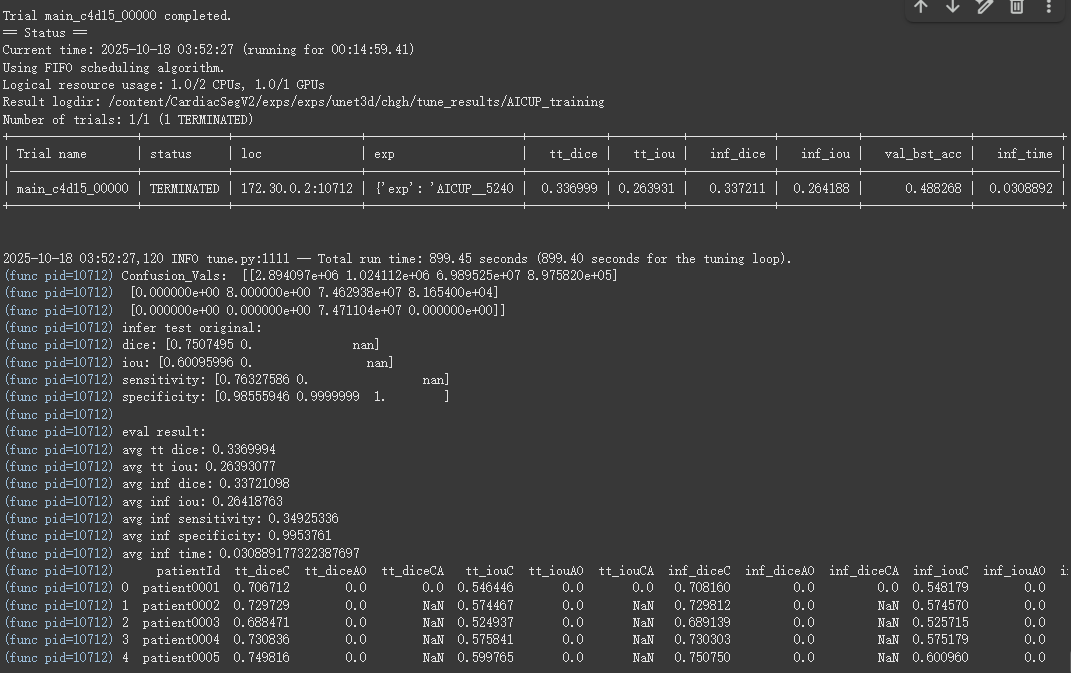 Trial main_c4d15_00000 completed.
== Status ==
Current time: 2025-10-18 03:52:27 (running for 00:14:59.41)
Using FIFO scheduling algorithm.
Logical resource usage: 1.0/2 CPUs, 1.0/1 GPUs
Result logdir: /content/CardiacSegV2/exps/exps/unet3d/chgh/tune_results/AICUP_training
Number of trials: 1/1 (1 TERMINATED)
| Trial name | status | loc | exp | tt_dice | tt_iou | inf_dice | inf_iou | val_bst_acc | inf_time |
| main_c4d15_00000 | TERMINATED | 172.30.0.2:10712 | {'exp': 'AICUP__5240 | 0.336999 | 0.263931 | 0.337211 | 0.264188 | 0.488268 | 0.0308892 |
2025-10-18 03:52:27,120 INFO tune.py:1111 -- Total run time: 899.45 seconds (899.40 seconds for the tuning loop).
(func pid=10712) Confusion_Vals:  [[2.894097e+06 1.024112e+06 6.989525e+07 8.975820e+05]
(func pid=10712)  [0.000000e+00 8.000000e+00 7.462938e+07 8.165400e+04]
(func pid=10712)  [0.000000e+00 0.000000e+00 7.471104e+07 0.000000e+00]]
(func pid=10712) infer test original:
(func pid=10712) dice: [0.7507495 0.               nan]
(func pid=10712) iou: [0.60095996 0.                nan]
(func pid=10712) sensitivity: [0.76327586 0.                nan]
(func pid=10712) specificity: [0.98555946 0.9999999  1.        ]
(func pid=10712)
(func pid=10712) eval result:
(func pid=10712) avg tt dice: 0.3369994
(func pid=10712) avg tt iou: 0.26393077
(func pid=10712) avg inf dice: 0.33721098
(func pid=10712) avg inf iou: 0.26418763
(func pid=10712) avg inf sensitivity: 0.34925336
(func pid=10712) avg inf specificity: 0.9953761
(func pid=10712) avg inf time: 0.030889177322387697
(func pid=10712)      patientId  tt_diceC  tt_diceAO  tt_diceCA   tt_iouC  tt_iouAO  tt_iouCA  inf_diceC  inf_diceAO  inf_diceCA  inf_iouC  inf_iouAO
(func pid=10712) 0  patient0001  0.706712        0.0        0.0  0.546446       0.0       0.0   0.708160         0.0         0.0  0.548179        0.0
(func pid=10712) 1  patient0002  0.729729        0.0        NaN  0.574467       0.0       NaN   0.729812         0.0         NaN  0.574570        0.0
(func pid=10712) 2  patient0003  0.688471        0.0        NaN  0.524937       0.0       NaN   0.689139         0.0         NaN  0.525715        0.0
(func pid=10712) 3  patient0004  0.730836        0.0        NaN  0.575841       0.0       NaN   0.730303         0.0         NaN  0.575179        0.0
(func pid=10712) 4  patient0005  0.749816        0.0        NaN  0.599765       0.0       NaN   0.750750         0.0         NaN  0.600960        0.0